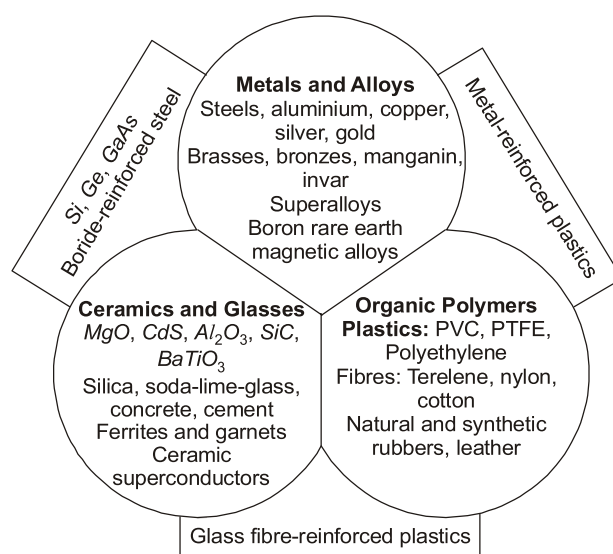 Metals and Alloys
Steels, aluminium, copper,
silver, gold
Brasses, bronzes, manganin,
invar
Superalloys
Boron rare earth
magnetic alloys
Si, Ge, GaAs
Boride-reinforced steel
Metal-reinforced plastics
Ceramics and Glasses
MgO, CdS, Al₂O₃, SiC,
BaTiO₃
Silica, soda-lime-glass,
concrete, cement
Ferrites and garnets
Ceramic
superconductors
Organic Polymers
Plastics: PVC, PTFE,
Polyethylene
Fibres: Terelene, nylon,
cotton
Natural and synthetic
rubbers, leather
Glass fibre-reinforced plastics